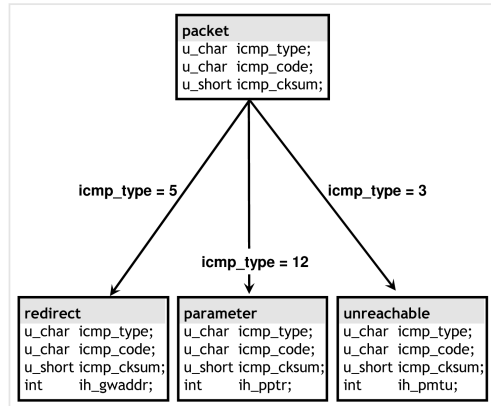 packet
u_char icmp_type;
u_char icmp_code;
u_short icmp_cksum;
icmp_type = 5
icmp_type = 3
icmp_type = 12
redirect
u_char icmp_type;
u_char icmp_code;
u_short icmp_cksum;
int ih_gwaddr;
parameter
u_char icmp_type;
u_char icmp_code;
u_short icmp_cksum;
int ih_pptr;
unreachable
u_char icmp_type;
u_char icmp_code;
u_short icmp_cksum;
int ih_pmtu;